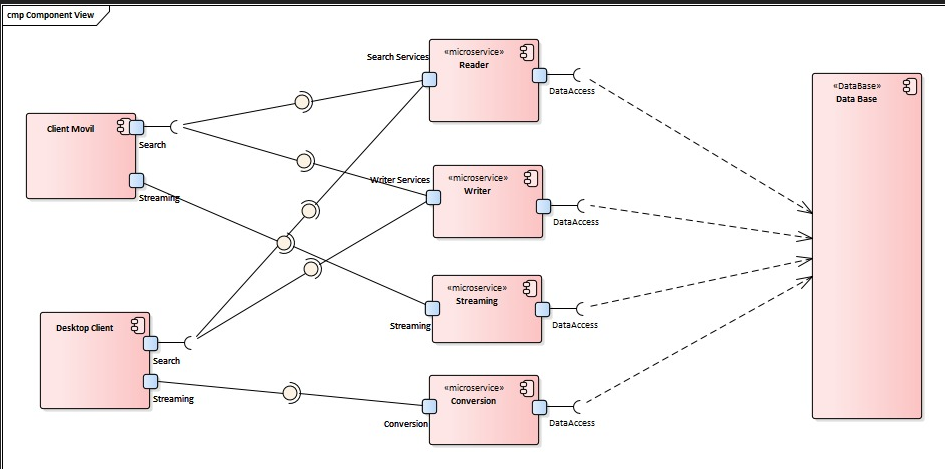 cmp Component View
Search Services
«microservice»
Reader
DataAccess
«DataBase»
Data Base
Client Movil
Search
Streaming
Writer Services
«microservice»
Writer
DataAccess
«microservice»
Streaming
Streaming
DataAccess
Desktop Client
Search
Streaming
«microservice»
Conversion
Conversion
DataAccess